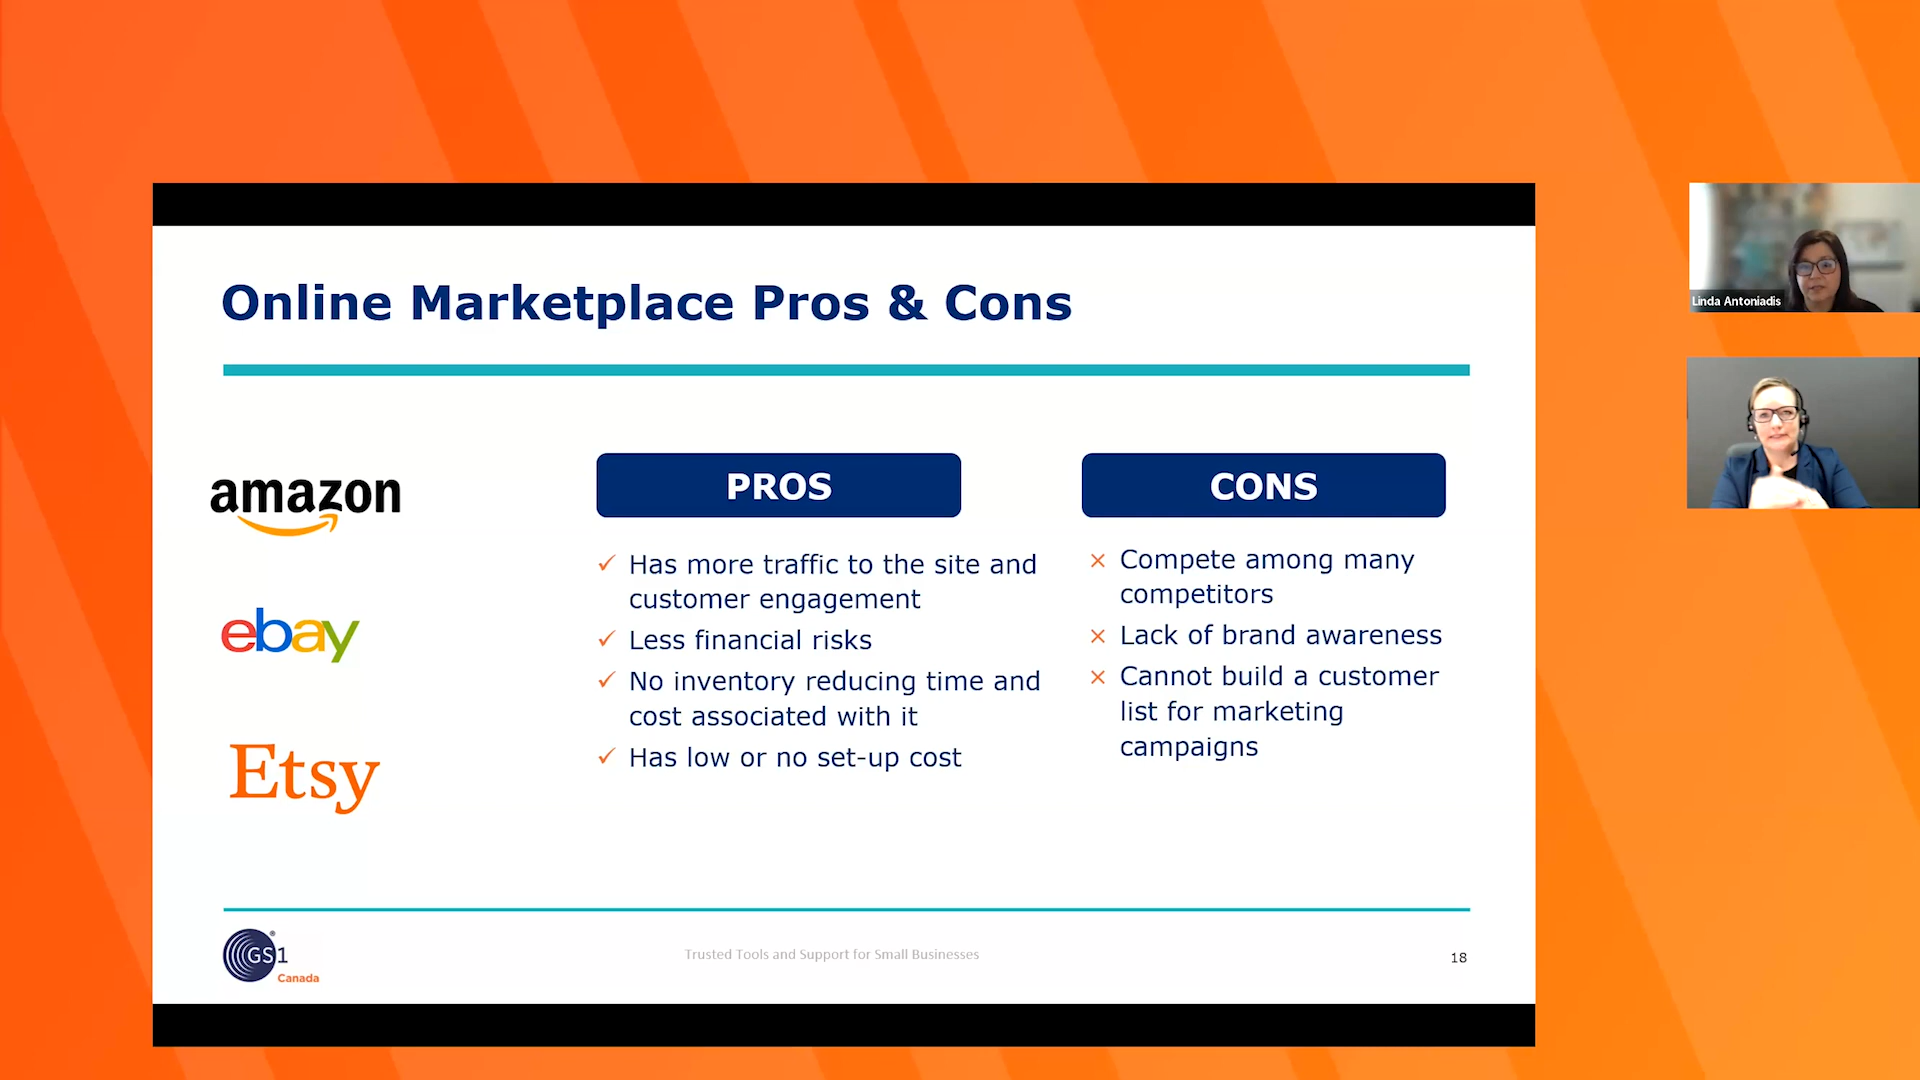 Online Marketplace Pros & Cons
amazon
ebay
Etsy
PROS
✓ Has more traffic to the site and
customer engagement
✓ Less financial risks
✓ No inventory reducing time and
cost associated with it
✓ Has low or no set-up cost
CONS
× Compete among many
competitors
× Lack of brand awareness
× Cannot build a customer
list for marketing
campaigns
GS1®
Canada
Trusted Tools and Support for Small Businesses
18
Linda Antoniadis